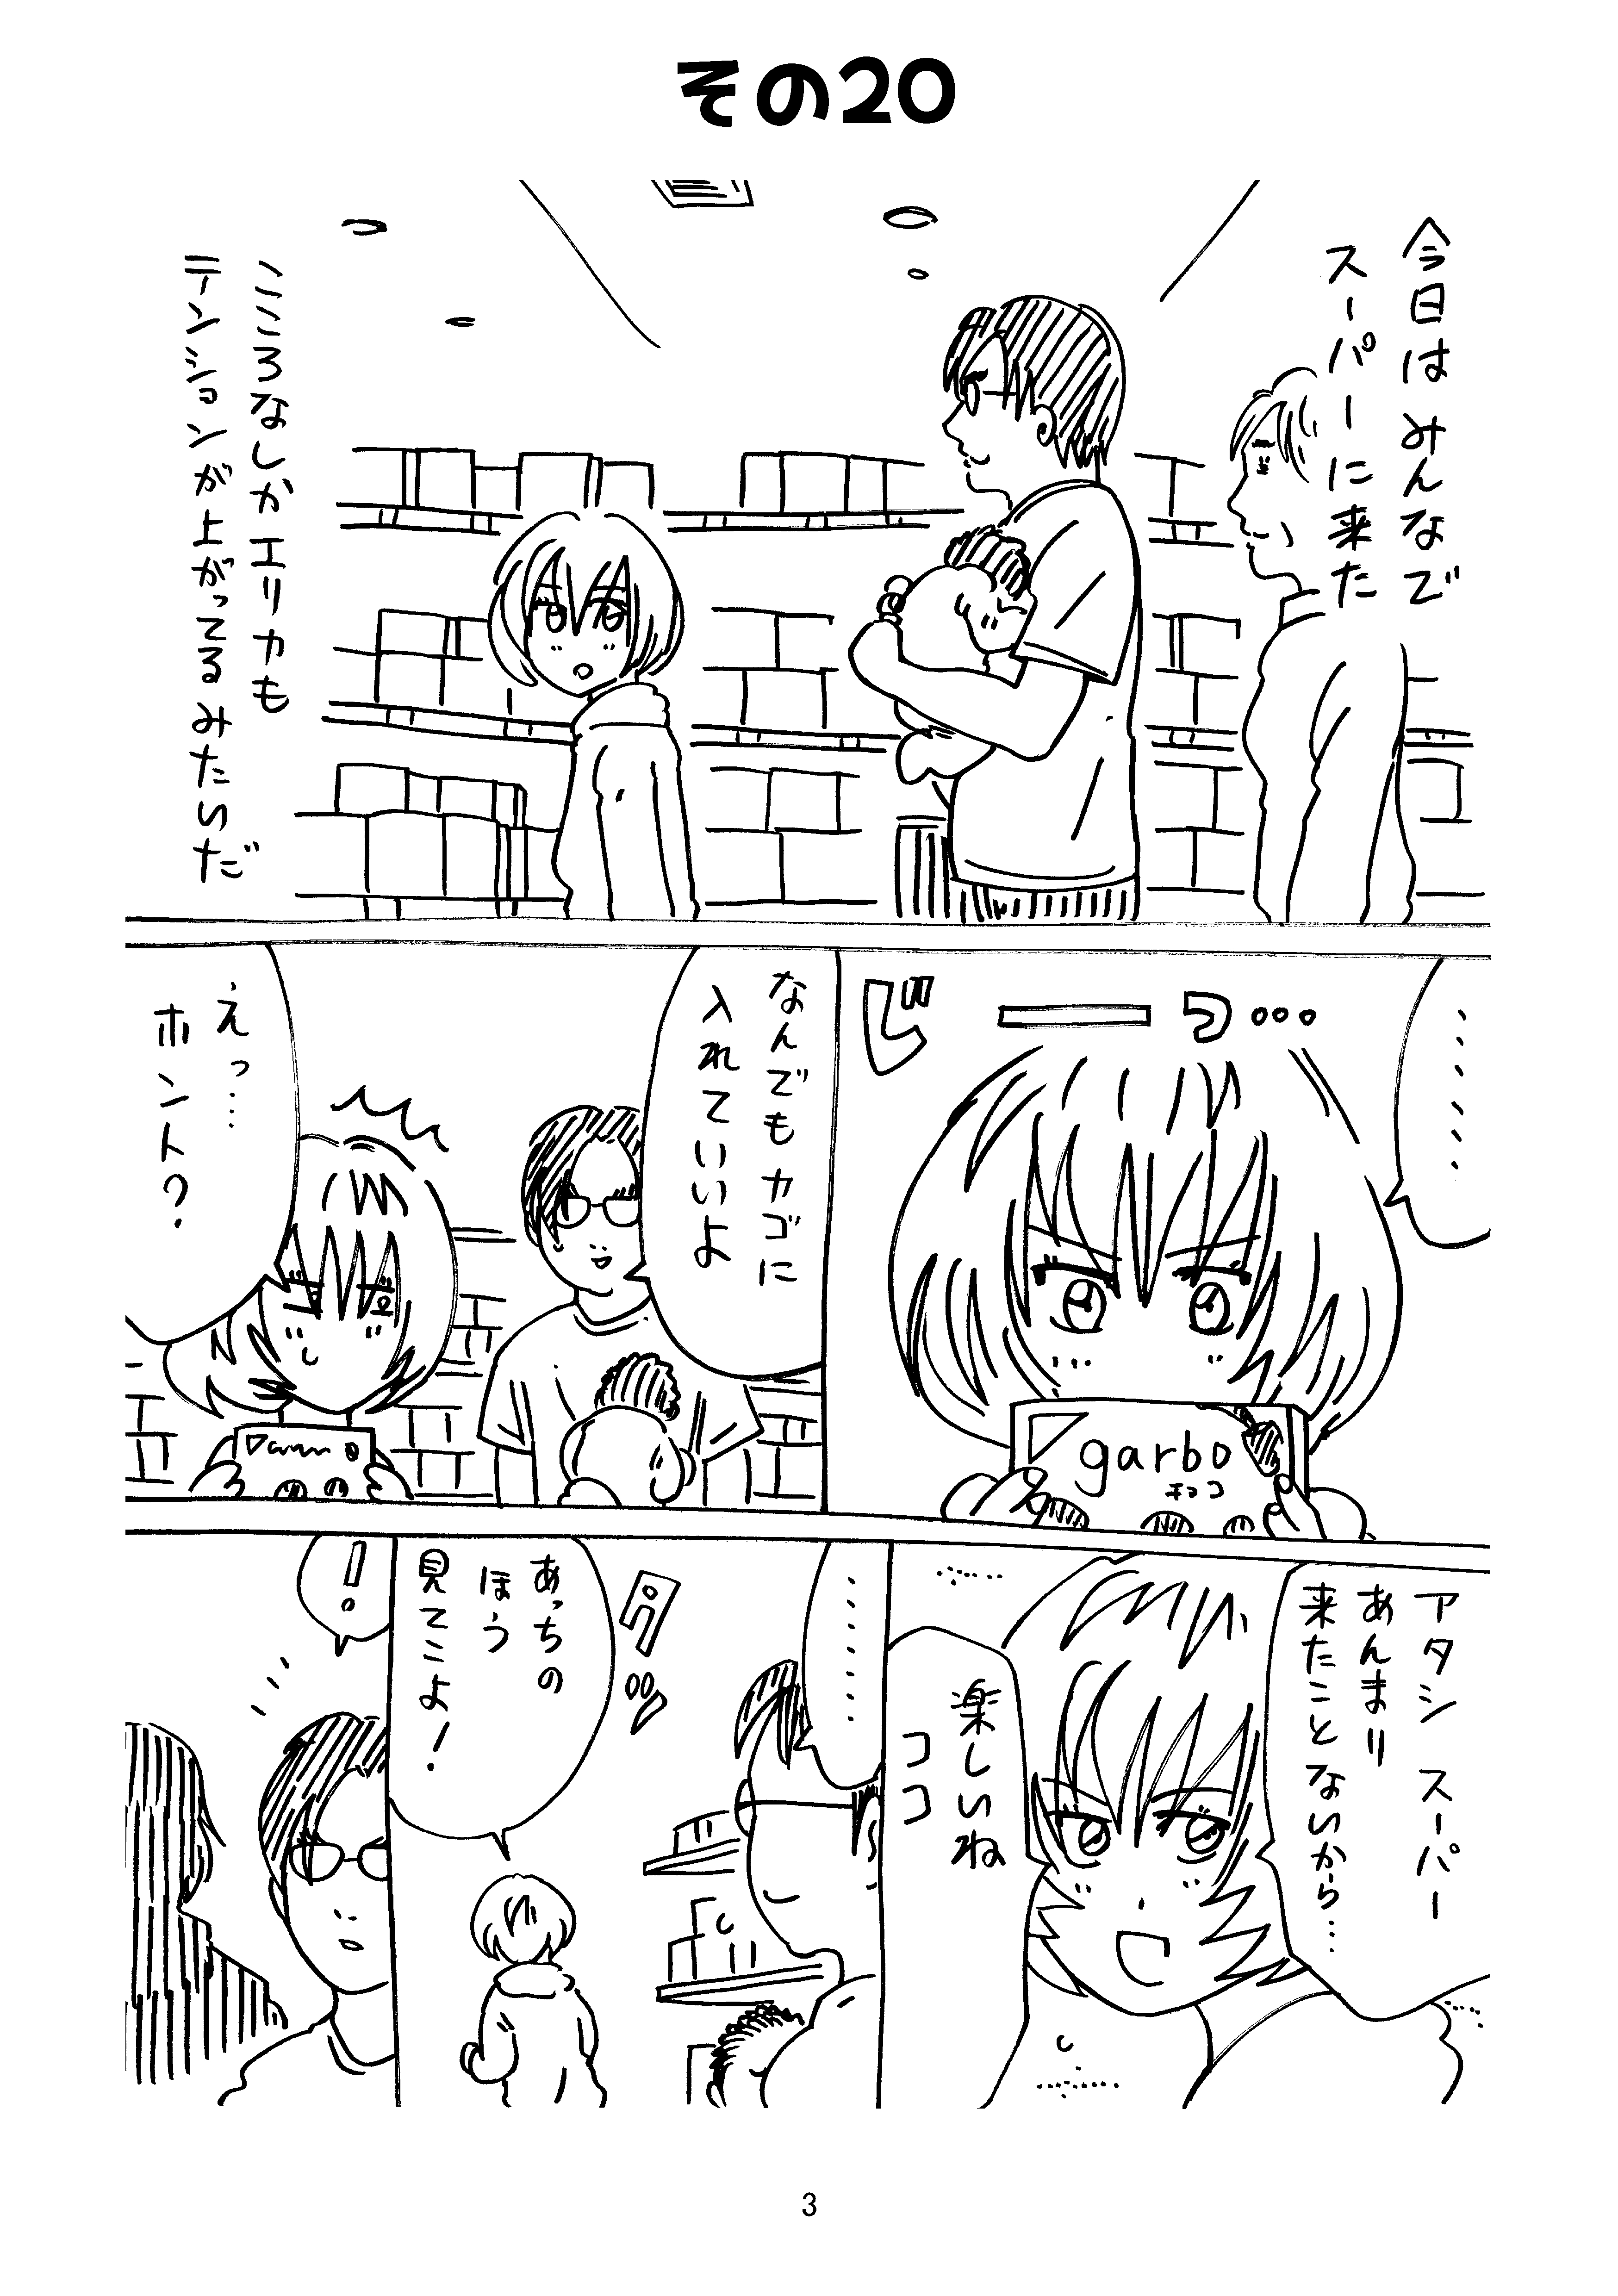 その20
今日はみんなで
スーパーに来た
こころなしかエリカも
テンションが上がってるみたいだ
……
じーっ…
garbo
チョコ
なんでもカゴに
入れていいよ
えっ…
ホント?
アタシ スーパー
あんまり
来たことないから…
楽しいね
ココ
………
あっちの
ほう
見てこよ!
!
3